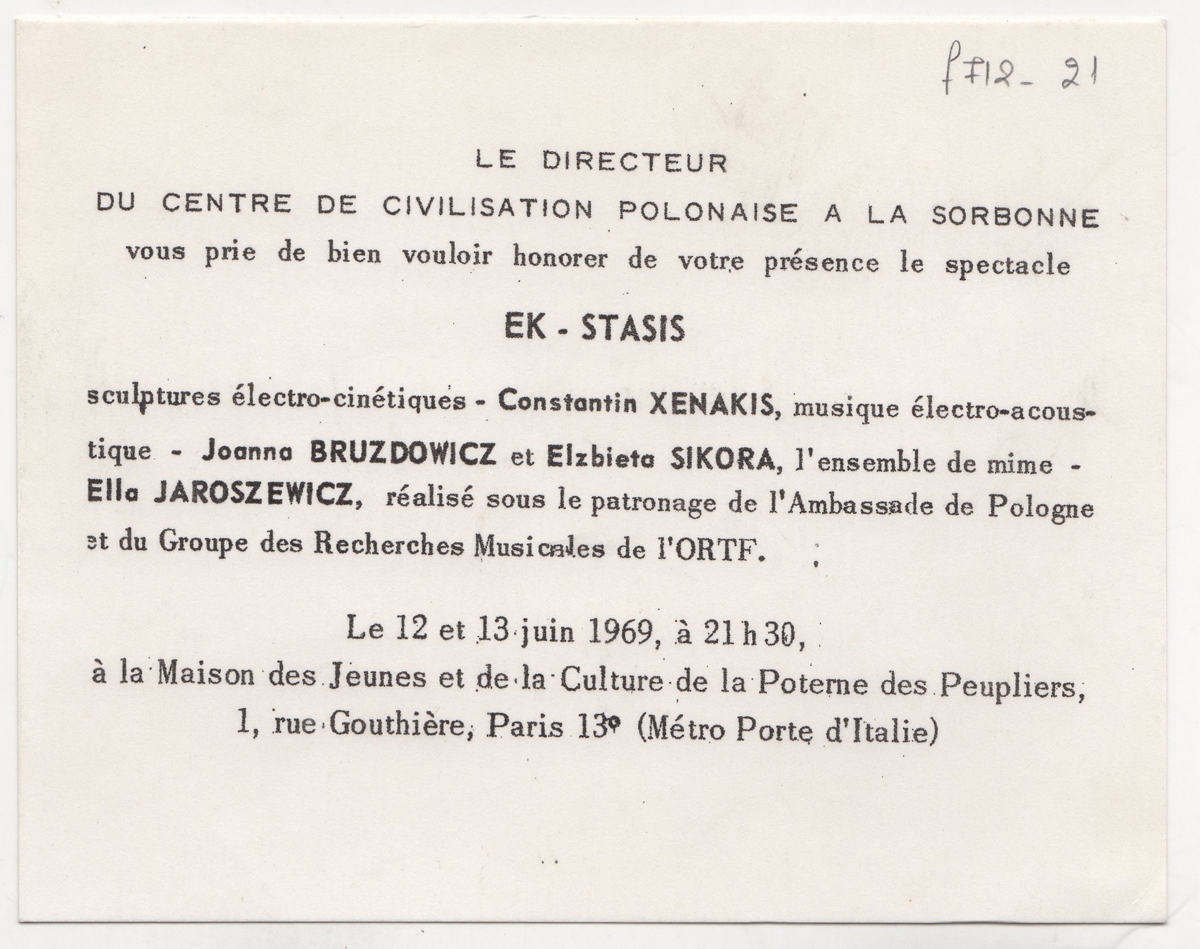 f 712 - 21
LE DIRECTEUR
DU CENTRE DE CIVILISATION POLONAISE A LA SORBONNE
vous prie de bien vouloir honorer de votre présence le spectacle
EK - STASIS
sculptures électro-cinétiques - Constantin XENAKIS, musique électro-acous-
tique - Joanna BRUZDOWICZ et Elzbieta SIKORA, l'ensemble de mime -
Ella JAROSZEWICZ, réalisé sous le patronage de l'Ambassade de Pologne
et du Groupe des Recherches Musicales de l'ORTF.
Le 12 et 13 juin 1969, à 21 h 30,
à la Maison des Jeunes et de la Culture de la Poterne des Peupliers,
1, rue Gouthière, Paris 13e (Métro Porte d'Italie)